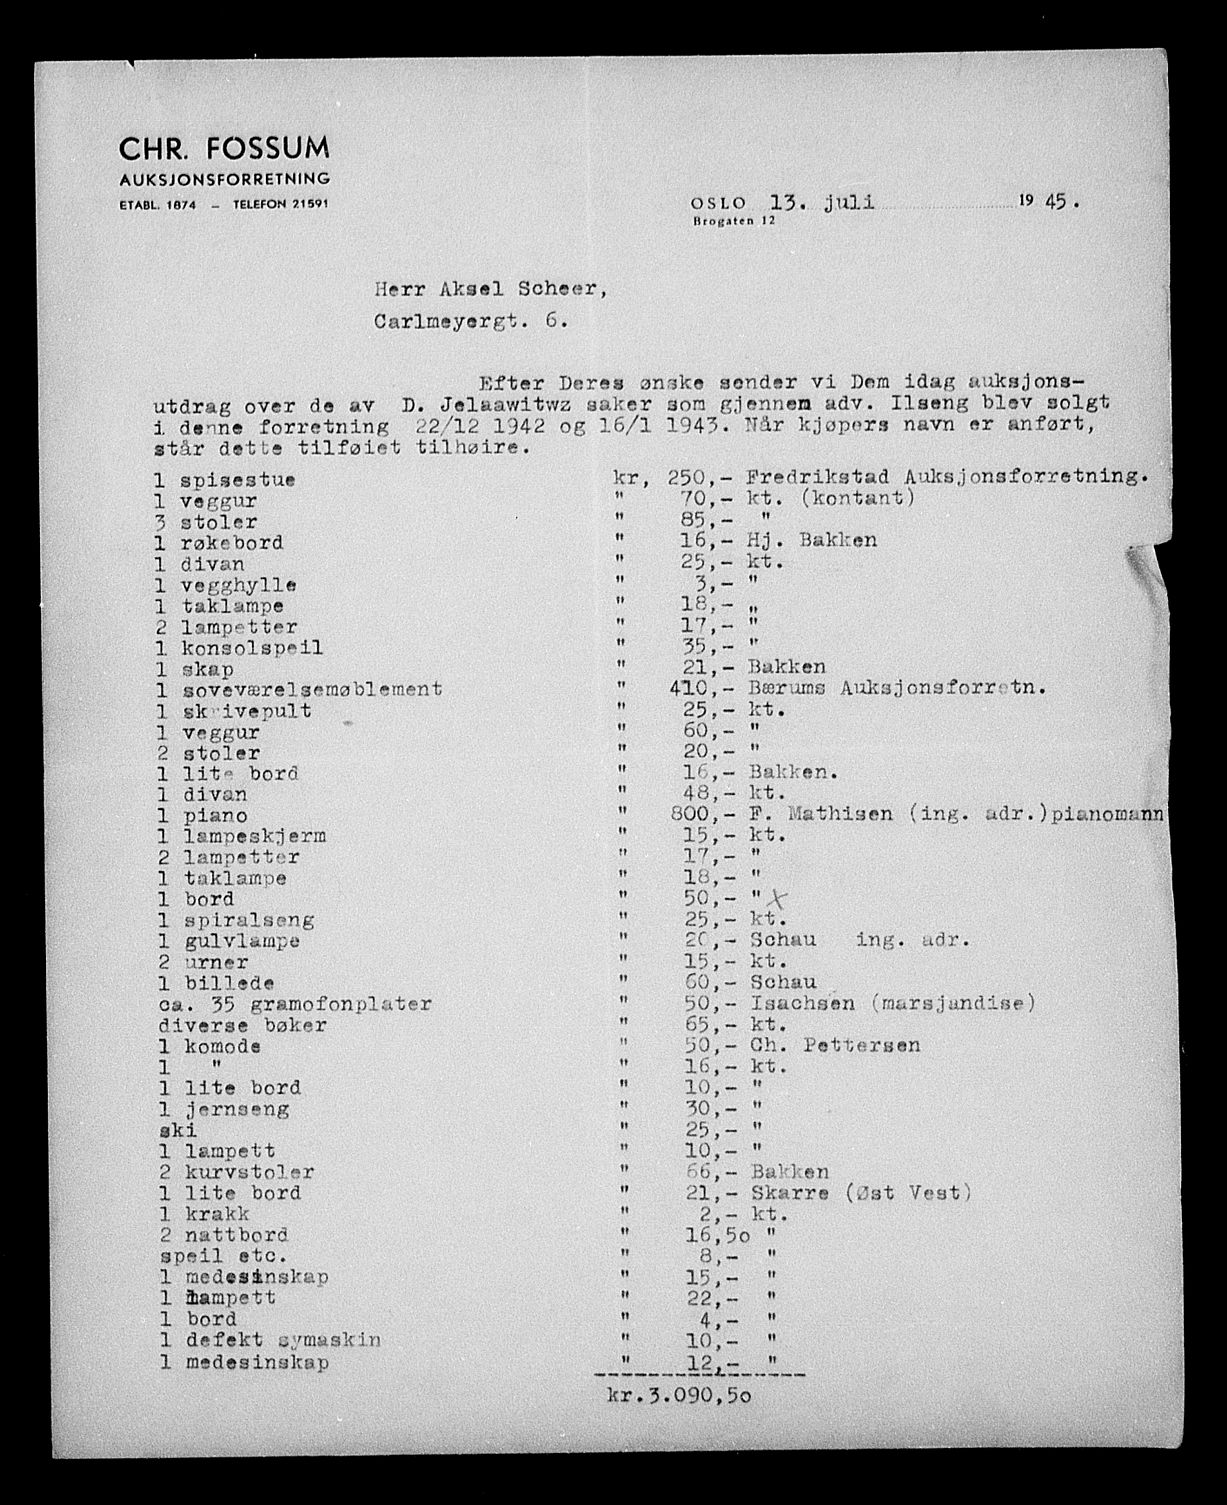 CHR. FOSSUM
AUKSJONSFORRETNING
ETABL. 1874 — TELEFON 21591
OSLO 13. juli 1945.
Brogaten 12
Herr Aksel Scheer,
Carlmeyergt. 6.
Efter Deres ønske sender vi Dem idag auksjons-
utdrag over de av D. Jelaawitwz saker som gjennem adv. Ilseng blev solgt
i denne forretning 22/12 1942 og 16/1 1943. Når kjøpers navn er anført,
står dette tilføiet tilhøire.
1 spisestue kr, 250,- Fredrikstad Auksjonsforretning.
1 veggur " 70,- kt. (kontant)
3 stoler " 85,- "
1 røkebord " 16,- Hj. Bakken
1 divan " 25,- kt.
1 vegghylle " 3,- "
1 taklampe " 18,- "
2 lampetter " 17,- "
1 konsolspeil " 35,- "
1 skap " 21,- Bakken
1 soveværelsemøblement " 410,- Bærums Auksjonsforretn.
1 skrivepult " 25,- kt.
1 veggur " 60,- "
2 stoler " 20,- "
1 lite bord " 16,- Bakken.
1 divan " 48,- kt.
1 piano " 800,- F. Mathisen (ing. adr.)pianomann
1 lampeskjerm " 15,- kt.
2 lampetter " 17,- "
1 taklampe " 18,- "
1 bord " 50,- " X
1 spiralseng " 25,- kt.
1 gulvlampe " 20,- Schau ing. adr.
2 urner " 15,- kt.
1 billede " 60,- Schau
ca. 35 gramofonplater " 50,- Isachsen (marsjandise)
diverse bøker " 65,- kt.
1 komode " 50,- Ch. Pettersen
1 " " 16,- kt.
1 lite bord " 10,- "
1 jernseng " 30,- "
ski " 25,- "
1 lampett " 10,- "
2 kurvstoler " 66,- Bakken
1 lite bord " 21,- Skarre (Øst Vest)
1 krakk " 2,- kt.
2 nattbord " 16,5o "
speil etc. " 8,- "
1 medesinskap " 15,- "
1 lampett " 22,- "
1 bord " 4,- "
1 defekt symaskin " 10,- "
1 medesinskap " 12,- "
kr.3.090,5o